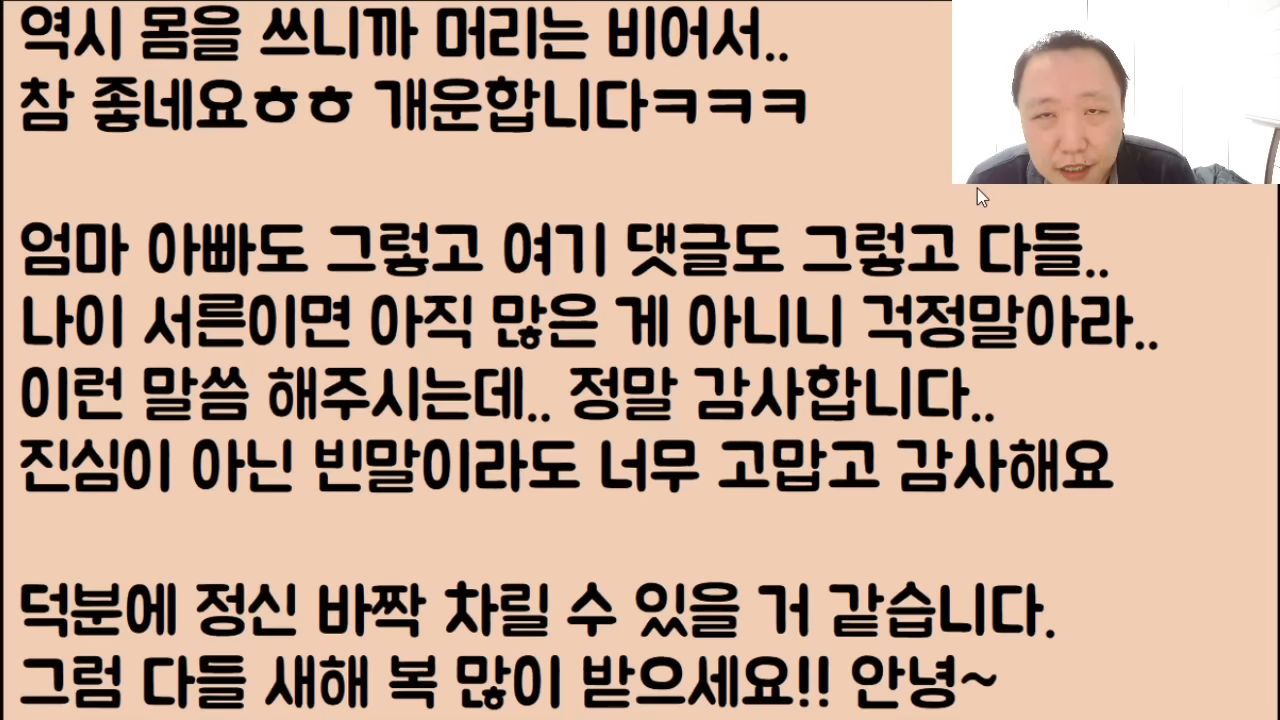 역시 몸을 쓰니까 머리는 비어서..
참 좋네요ㅎㅎ 개운합니다ㅋㅋㅋ
엄마 아빠도 그렇고 여기 댓글도 그렇고 다들..
나이 서른이면 아직 많은 게 아니니 걱정말아라..
이런 말씀 해주시는데.. 정말 감사합니다..
진심이 아닌 빈말이라도 너무 고맙고 감사해요
덕분에 정신 바짝 차릴 수 있을 거 같습니다.
그럼 다들 새해 복 많이 받으세요!! 안녕~